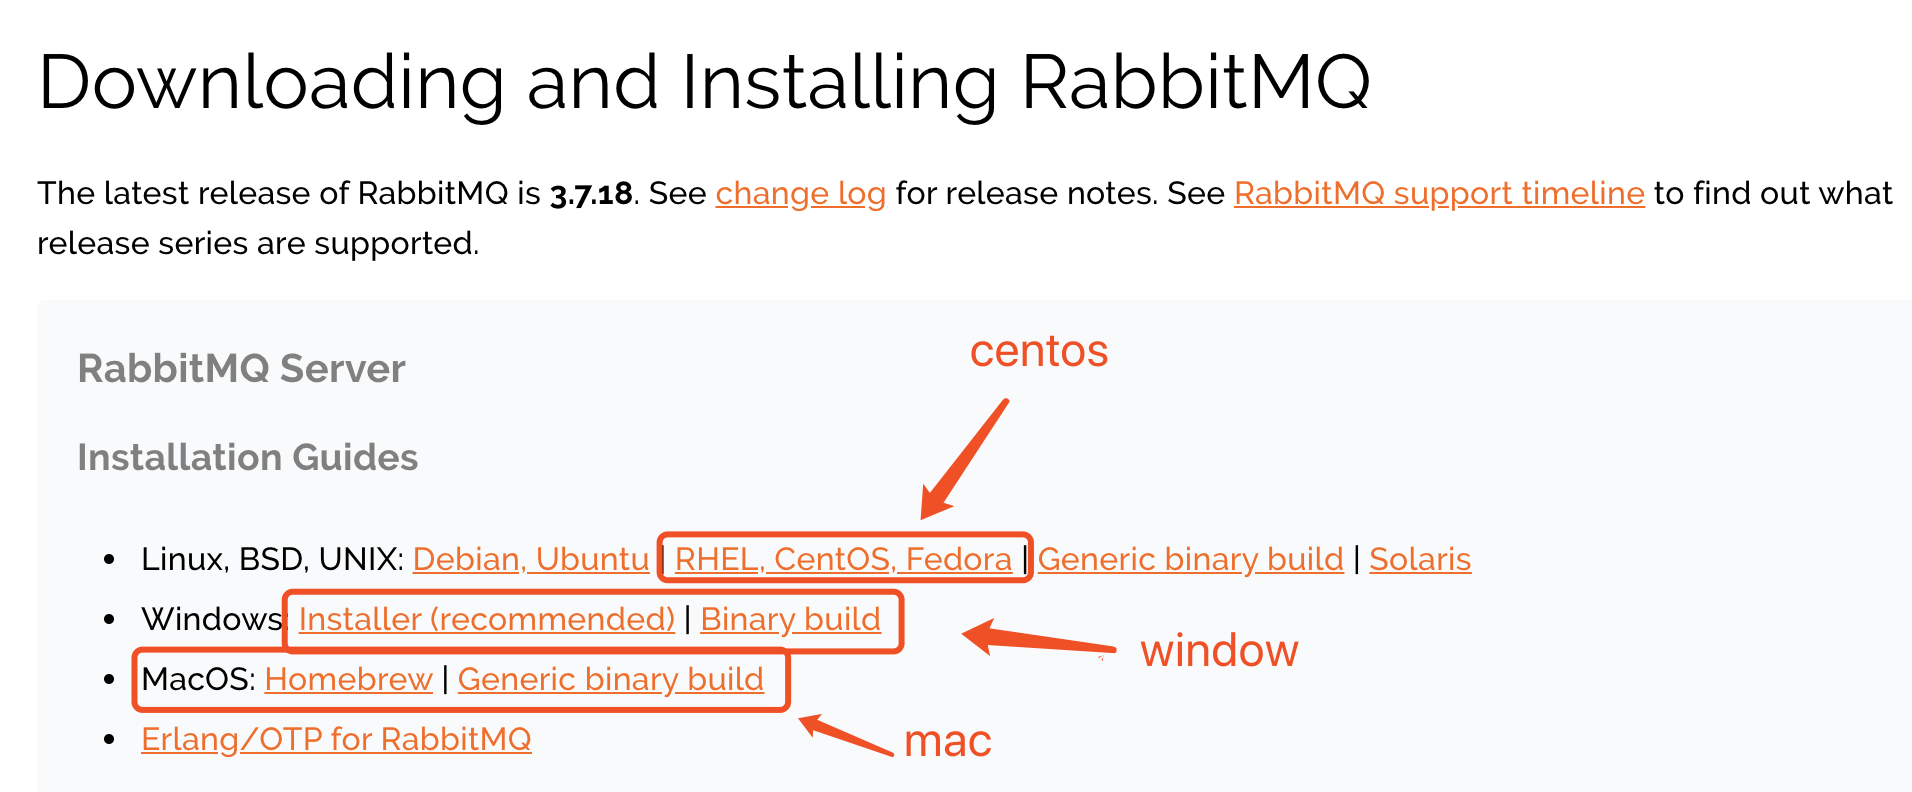 Downloading and Installing RabbitMQ
The latest release of RabbitMQ is 3.7.18. See change log for release notes. See RabbitMQ support timeline to find out what
release series are supported.
RabbitMQ Server
centos
Installation Guides
• Linux, BSD, UNIX: Debian, Ubuntu | RHEL, CentOS, Fedora | Generic binary build | Solaris
• Windows: Installer (recommended) | Binary build
window
• MacOS: Homebrew | Generic binary build
• Erlang/OTP for RabbitMQ
mac